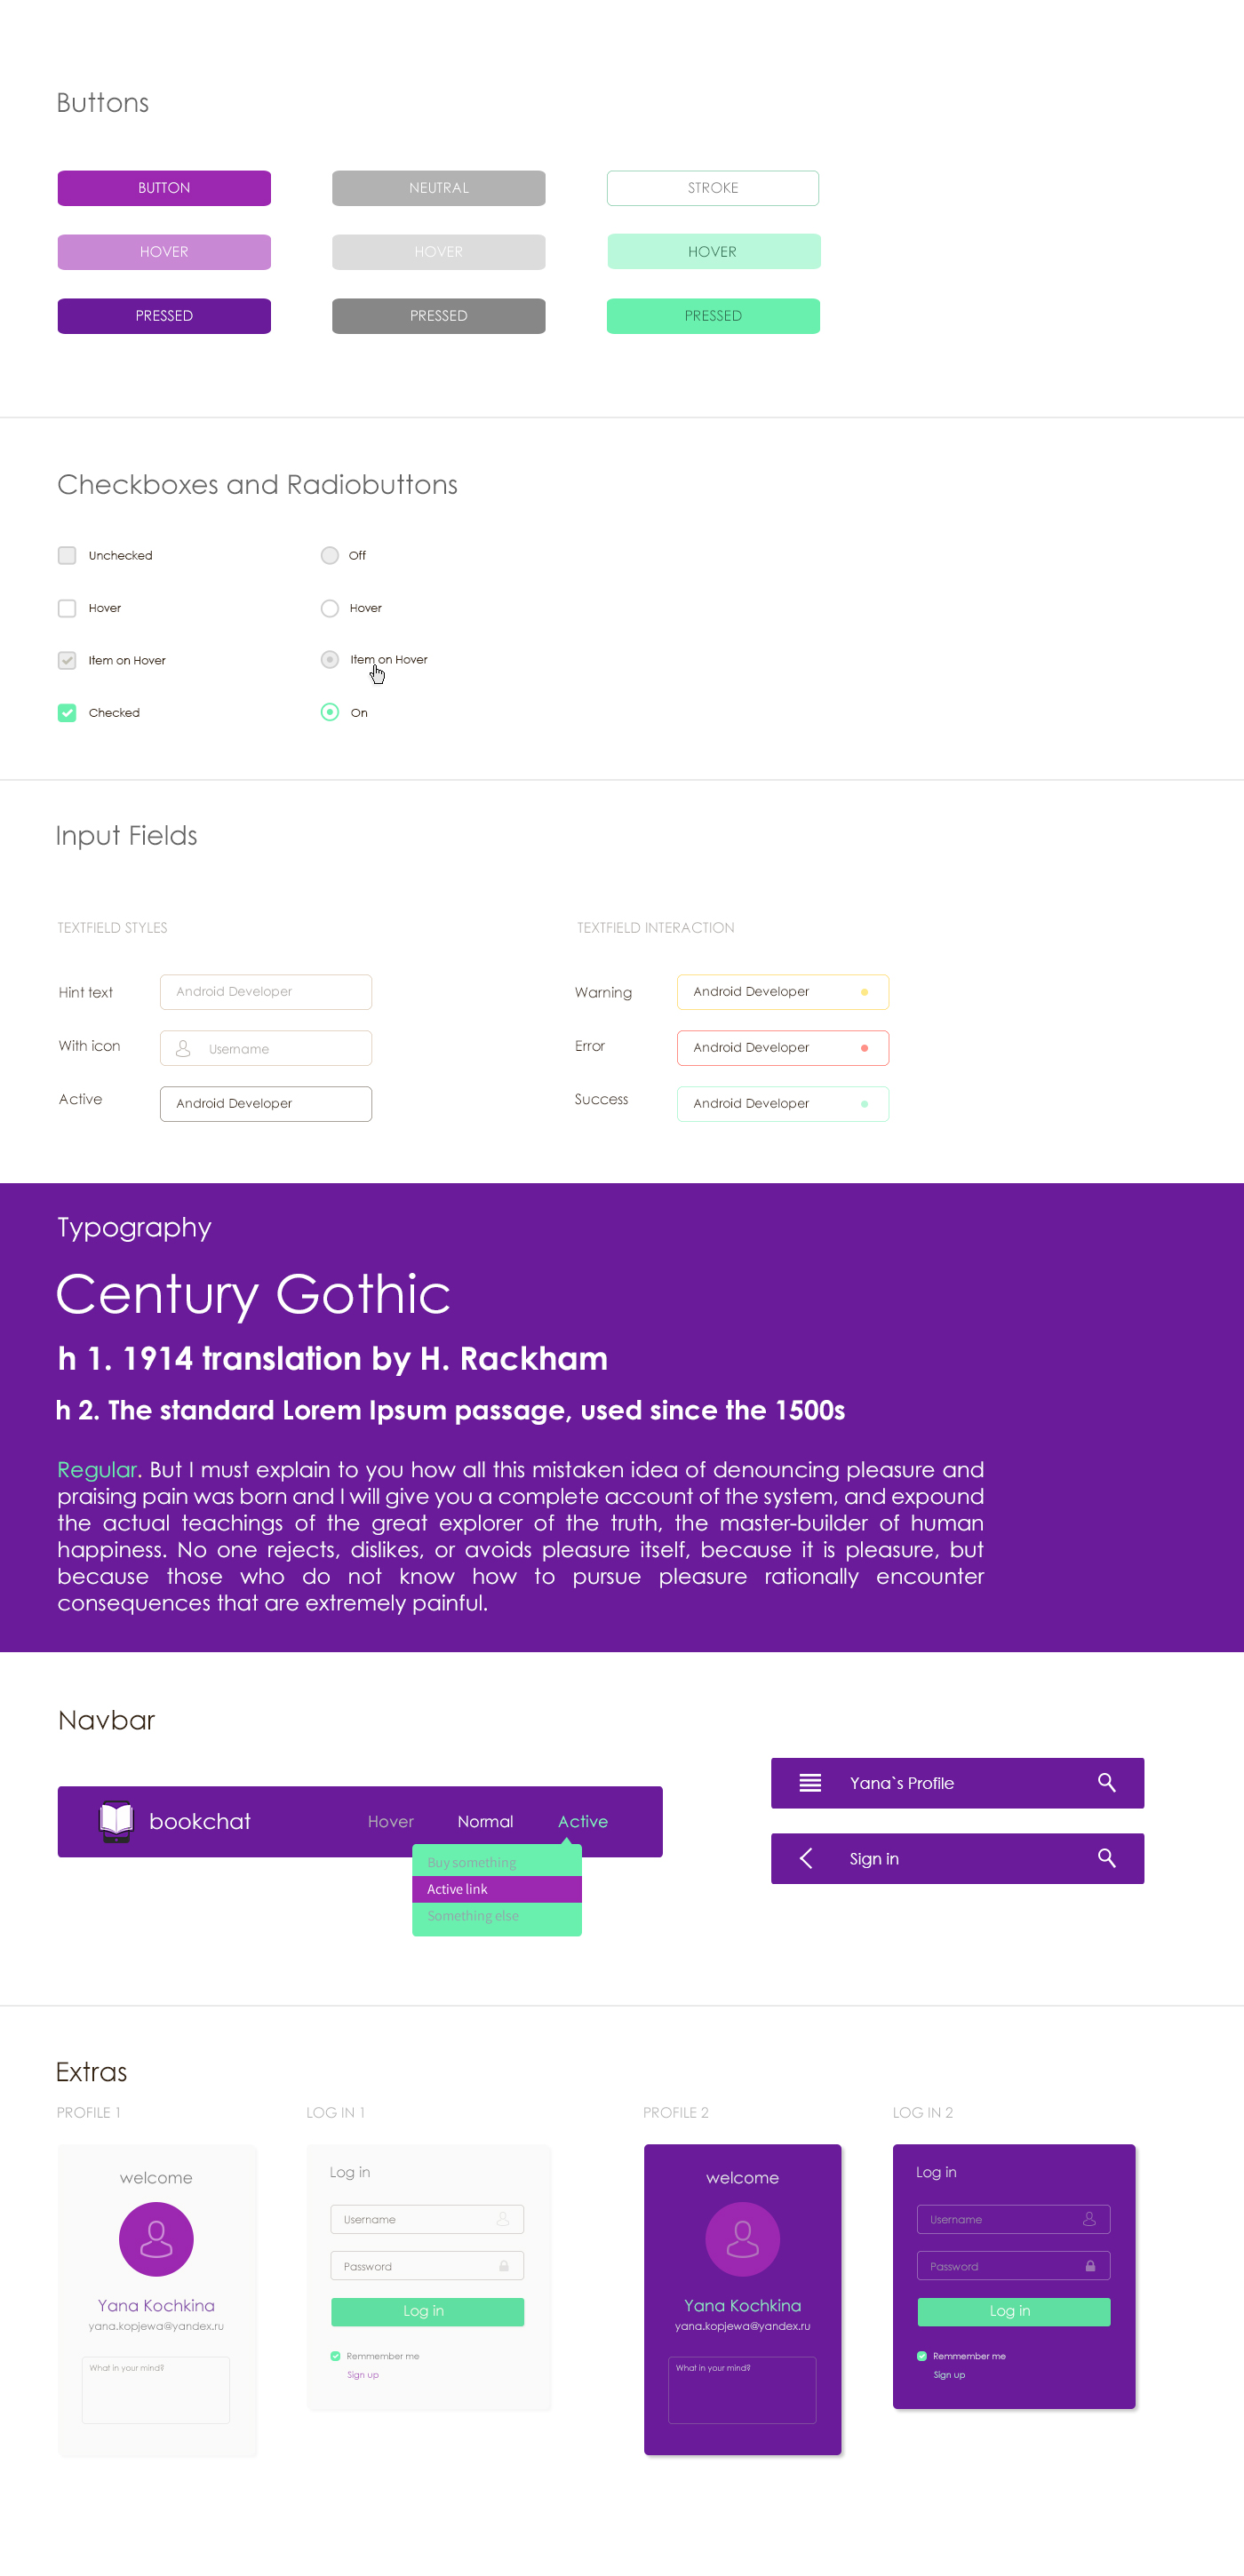 Buttons
BUTTON
NEUTRAL
STROKE
HOVER
HOVER
HOVER
PRESSED
PRESSED
PRESSED
Checkboxes and Radiobuttons
Unchecked
Off
Hover
Hover
Item on Hover
Item on Hover
Checked
On
Input Fields
TEXTFIELD STYLES
TEXTFIELD INTERACTION
Hint text
Android Developer
Warning
Android Developer
With icon
Username
Error
Android Developer
Active
Android Developer
Success
Android Developer
Typography
Century Gothic
h 1. 1914 translation by H. Rackham
h 2. The standard Lorem Ipsum passage, used since the 1500s
Regular. But I must explain to you how all this mistaken idea of denouncing pleasure and
praising pain was born and I will give you a complete account of the system, and expound
the actual teachings of the great explorer of the truth, the master-builder of human
happiness. No one rejects, dislikes, or avoids pleasure itself, because it is pleasure, but
because those who do not know how to pursue pleasure rationally encounter
consequences that are extremely painful.
Navbar
bookchat
Hover
Normal
Active
Buy something
Active link
Something else
Yana`s Profile
Sign in
Extras
PROFILE 1
LOG IN 1
PROFILE 2
LOG IN 2
welcome
Yana Kochkina
yana.kopjewa@yandex.ru
What in your mind?
Log in
Username
Password
Log in
Remmember me
Sign up
welcome
Yana Kochkina
yana.kopjewa@yandex.ru
What in your mind?
Log in
Username
Password
Log in
Remmember me
Sign up